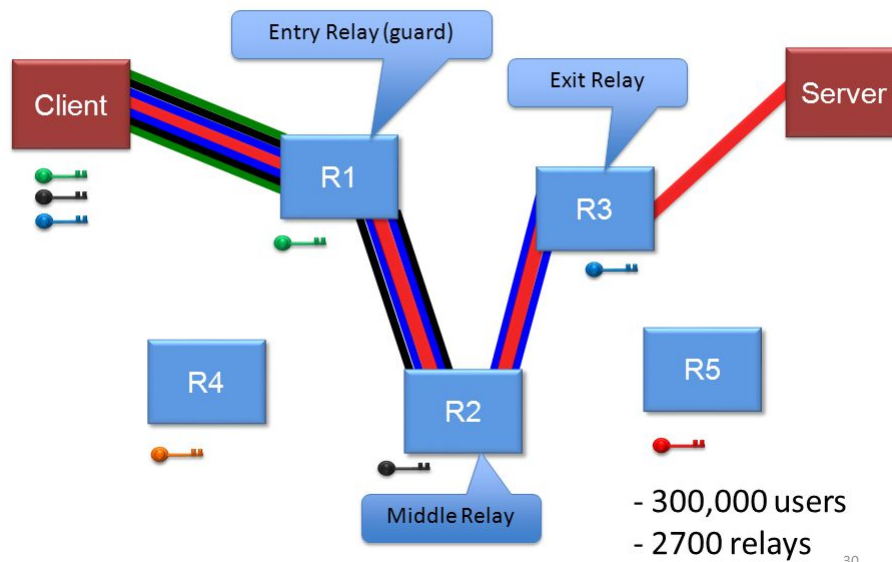 Entry Relay (guard)
Client
Exit Relay
Server
R1
R3
R4
R5
R2
Middle Relay
- 300,000 users
- 2700 relays
30